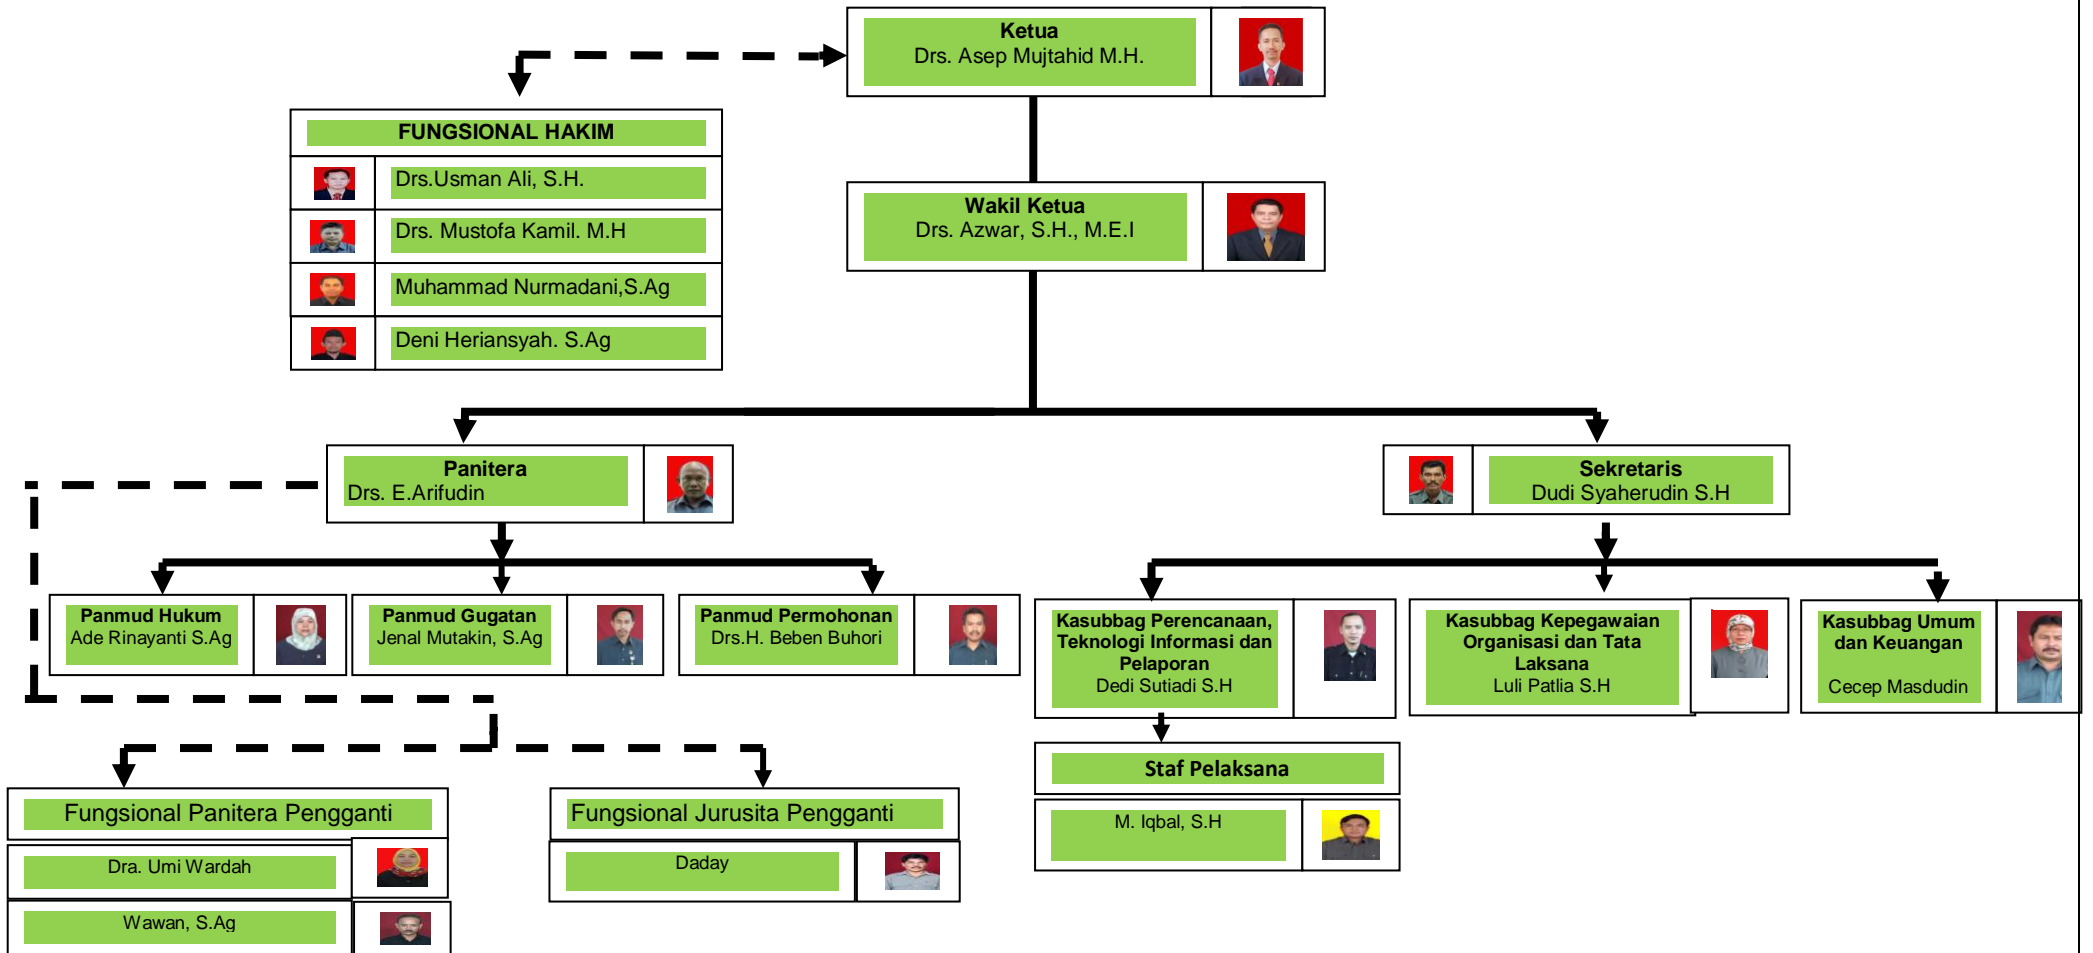 Ketua
Drs. Asep Mujtahid M.H.
FUNGSIONAL HAKIM
Drs.Usman Ali, S.H.
Drs. Mustofa Kamil. M.H
Muhammad Nurmadani,S.Ag
Deni Heriansyah. S.Ag
Wakil Ketua
Drs. Azwar, S.H., M.E.I
Panitera
Drs. E.Arifudin
Sekretaris
Dudi Syaherudin S.H
Panmud Hukum
Ade Rinayanti S.Ag
Panmud Gugatan
Jenal Mutakin, S.Ag
Panmud Permohonan
Drs.H. Beben Buhori
Kasubbag Perencanaan,
Teknologi Informasi dan
Pelaporan
Dedi Sutiadi S.H
Kasubbag Kepegawaian
Organisasi dan Tata
Laksana
Luli Patlia S.H
Kasubbag Umum
dan Keuangan
Cecep Masdudin
Staf Pelaksana
M. Iqbal, S.H
Fungsional Panitera Pengganti
Dra. Umi Wardah
Wawan, S.Ag
Fungsional Jurusita Pengganti
Daday